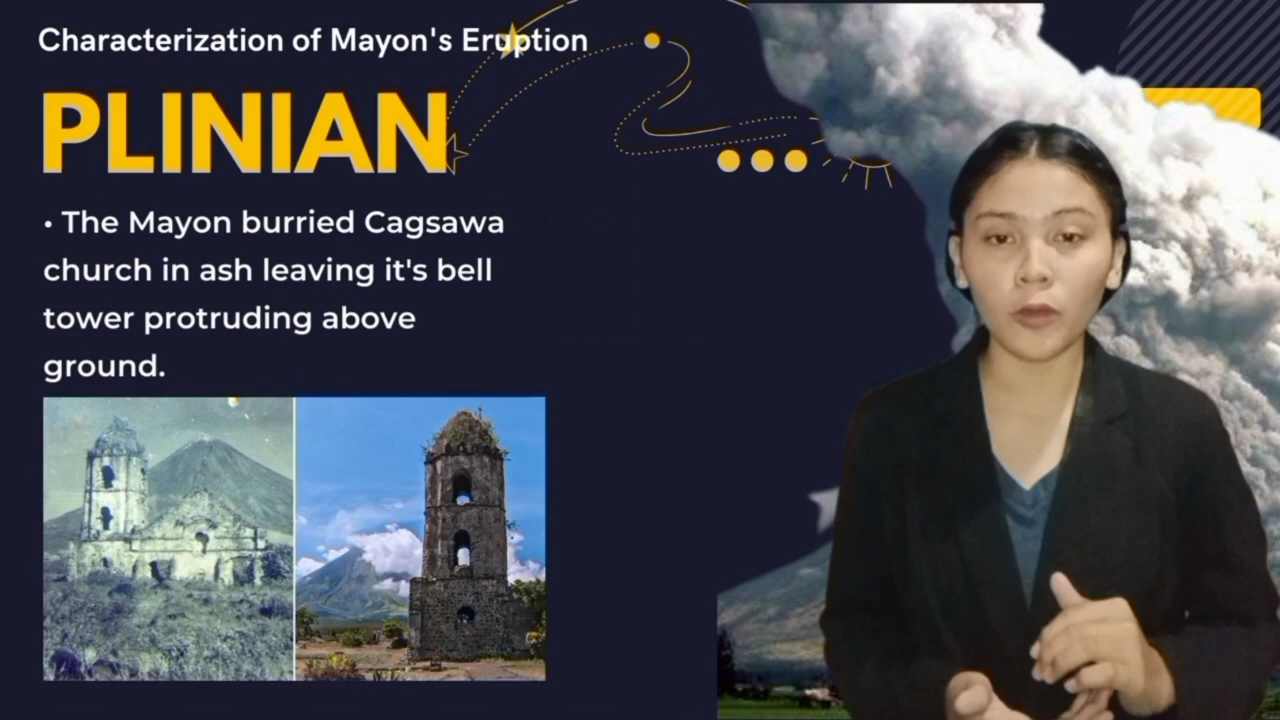 Characterization of Mayon's Eruption
PLINIAN
• The Mayon burried Cagsawa
church in ash leaving it's bell
tower protruding above
ground.